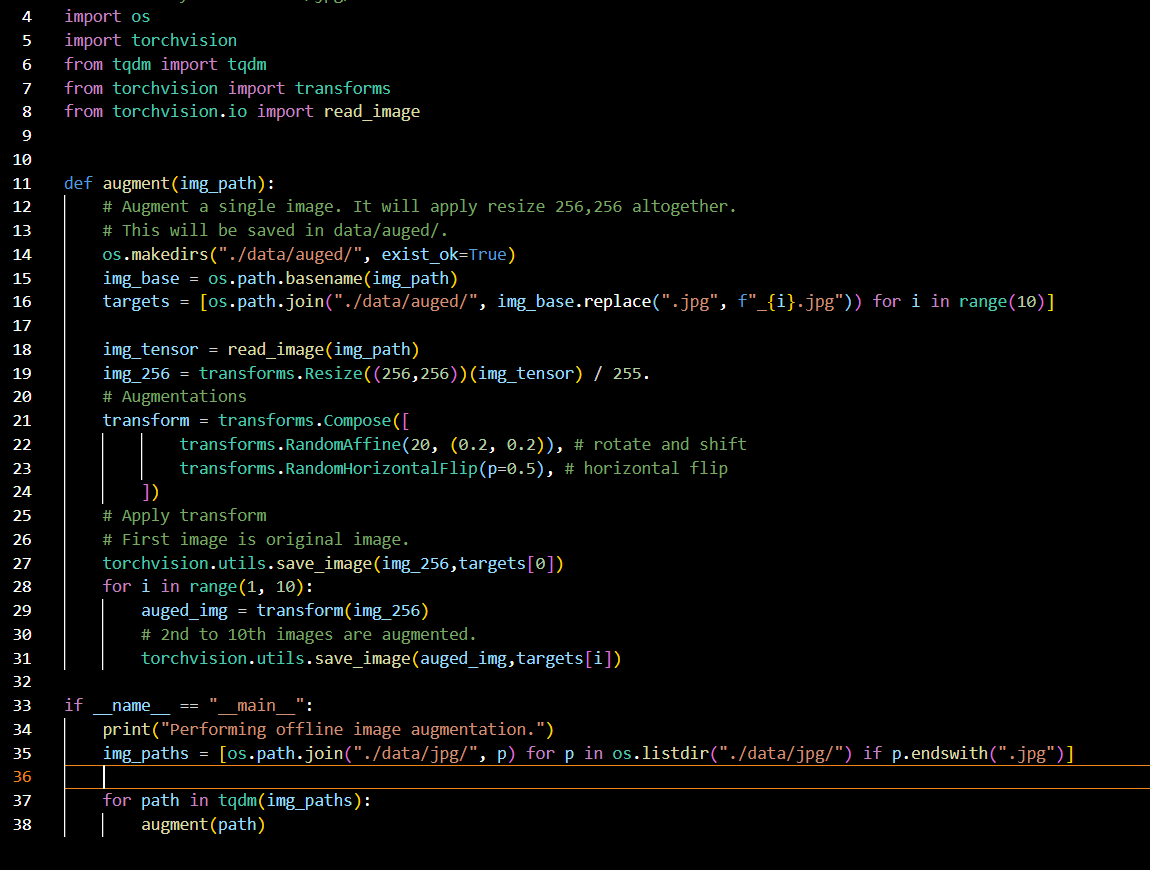 4 import os
5 import torchvision
6 from tqdm import tqdm
7 from torchvision import transforms
8 from torchvision.io import read_image
9
10
11 def augment(img_path):
12     # Augment a single image. It will apply resize 256,256 altogether.
13     # This will be saved in data/auged/.
14     os.makedirs("./data/auged/", exist_ok=True)
15     img_base = os.path.basename(img_path)
16     targets = [os.path.join("./data/auged/", img_base.replace(".jpg", f"_{i}.jpg")) for i in range(10)]
17
18     img_tensor = read_image(img_path)
19     img_256 = transforms.Resize((256,256))(img_tensor) / 255.
20     # Augmentations
21     transform = transforms.Compose([
22             transforms.RandomAffine(20, (0.2, 0.2)), # rotate and shift
23             transforms.RandomHorizontalFlip(p=0.5), # horizontal flip
24         ])
25     # Apply transform
26     # First image is original image.
27     torchvision.utils.save_image(img_256,targets[0])
28     for i in range(1, 10):
29         auged_img = transform(img_256)
30         # 2nd to 10th images are augmented.
31         torchvision.utils.save_image(auged_img,targets[i])
32
33 if __name__ == "__main__":
34     print("Performing offline image augmentation.")
35     img_paths = [os.path.join("./data/jpg/", p) for p in os.listdir("./data/jpg/") if p.endswith(".jpg")]
36
37     for path in tqdm(img_paths):
38         augment(path)